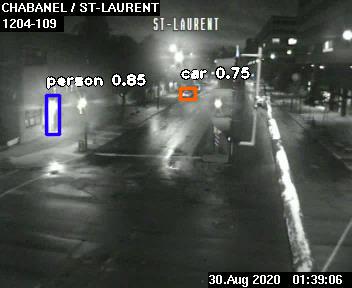 CHABANEL / ST-LAURENT
1204-109
ST-LAURENT
person 0.85
car 0.75
30.Aug 2020
01:39:06